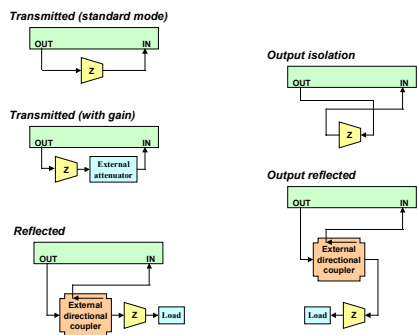 Transmitted (standard mode)
OUT IN
Z
Transmitted (with gain)
OUT IN
Z
External
attenuator
Reflected
OUT IN
External
directional
coupler
Z
Load
Output isolation
OUT IN
Z
Output reflected
OUT IN
External
directional
coupler
Load
Z